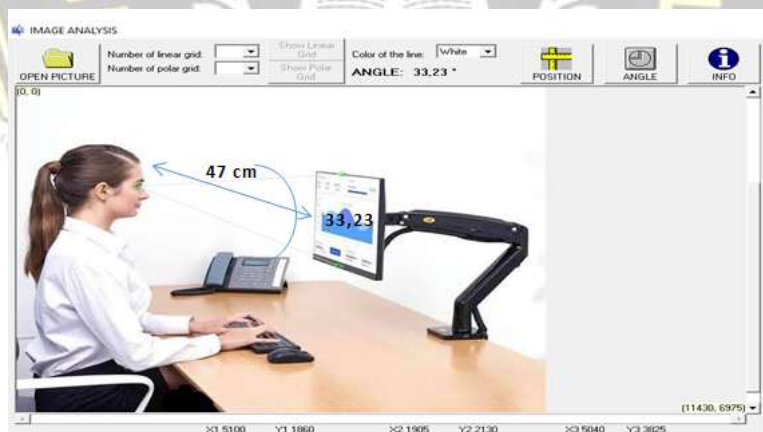 IMAGE ANALYSIS
OPEN PICTURE
Number of linear grid:
Number of polar grid:
Show Linear Grid
Show Polar Grid
Color of the line: White
ANGLE: 33,23 °
POSITION
ANGLE
INFO
(0, 0)
47 cm
33,23
(11430, 6975)
X1.5100 Y1.1860 X2.1905 Y2.2130 X3.5040 Y3.3825